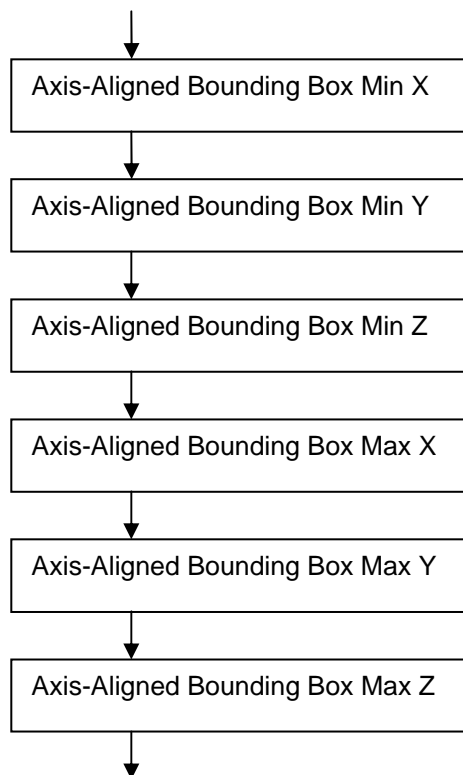 Axis-Aligned Bounding Box Min X
Axis-Aligned Bounding Box Min Y
Axis-Aligned Bounding Box Min Z
Axis-Aligned Bounding Box Max X
Axis-Aligned Bounding Box Max Y
Axis-Aligned Bounding Box Max Z